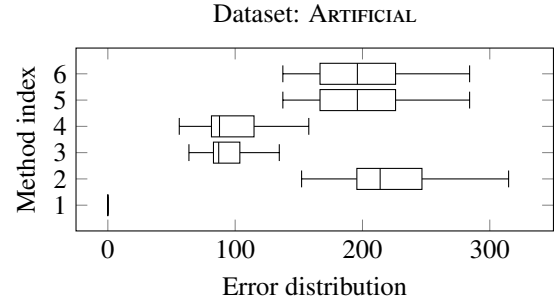 Dataset: ARTIFICIAL
Method index
6
5
4
3
2
1
0 100 200 300
Error distribution